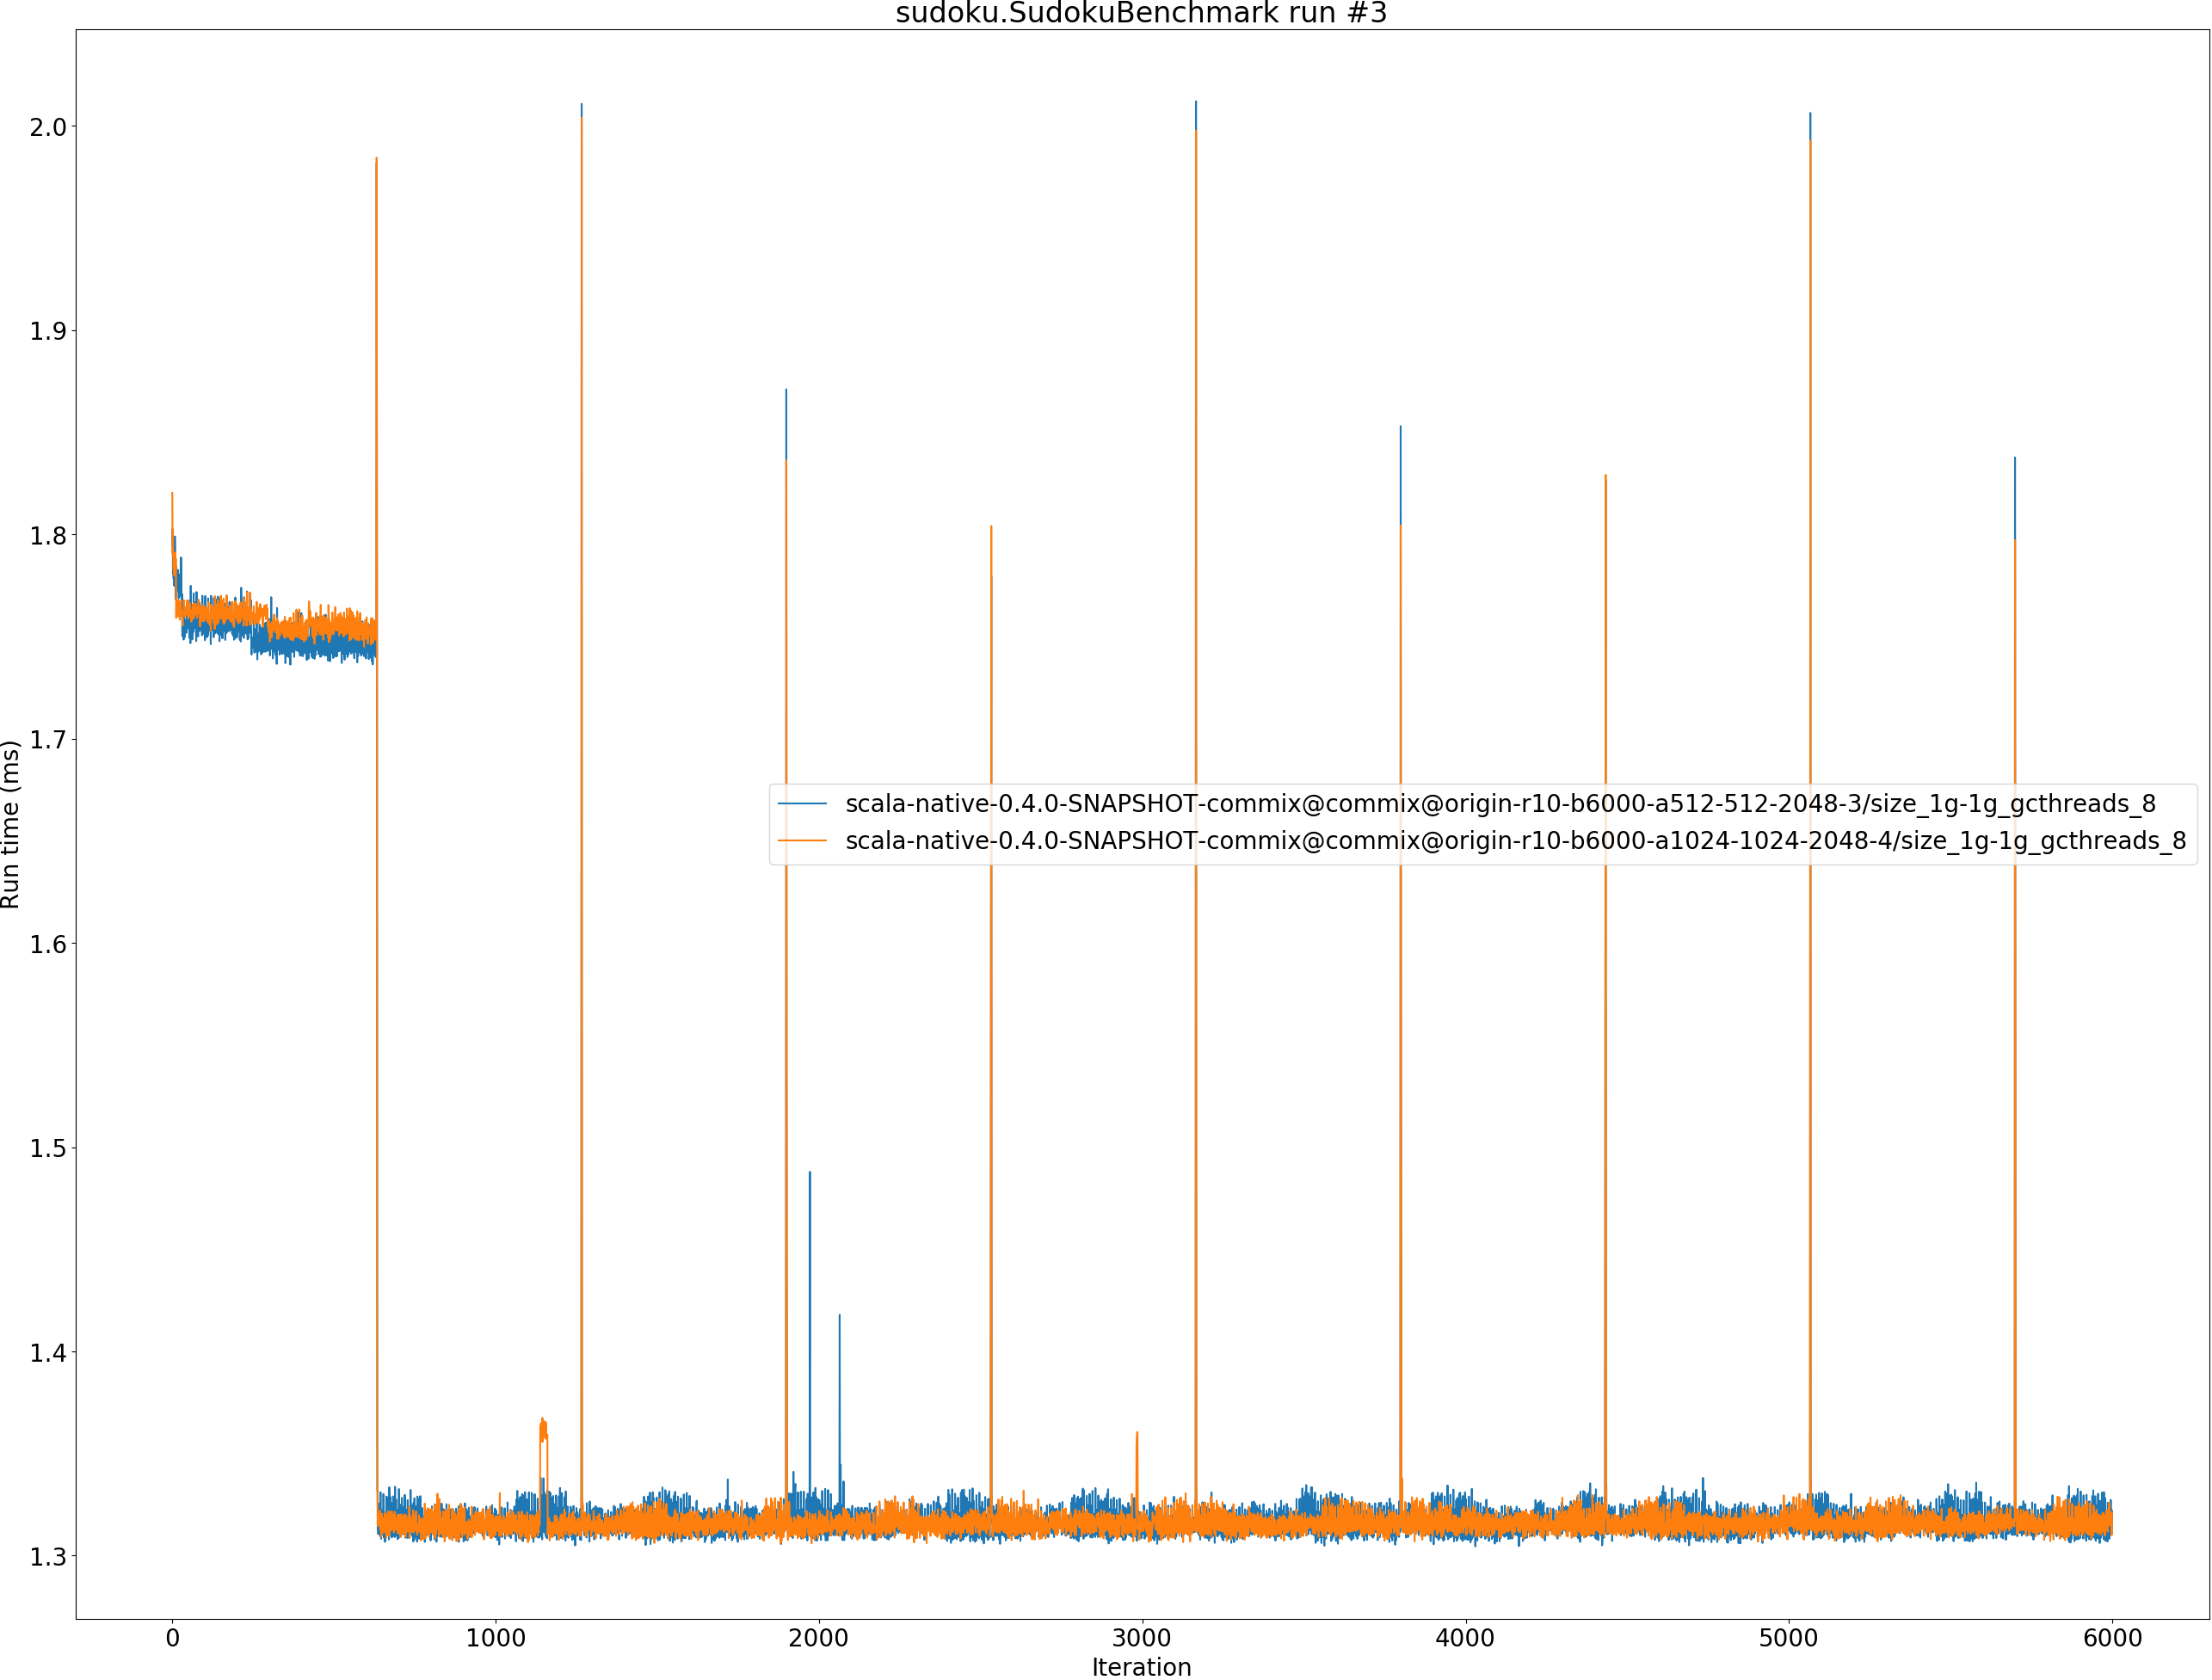 sudoku.SudokuBenchmark run #3
Run time (ms)
2.0
1.9
1.8
1.7
1.6
1.5
1.4
1.3
scala-native-0.4.0-SNAPSHOT-commix@commix@origin-r10-b6000-a512-512-2048-3/size_1g-1g_gcthreads_8
scala-native-0.4.0-SNAPSHOT-commix@commix@origin-r10-b6000-a1024-1024-2048-4/size_1g-1g_gcthreads_8
0 1000 2000 3000 4000 5000 6000
Iteration